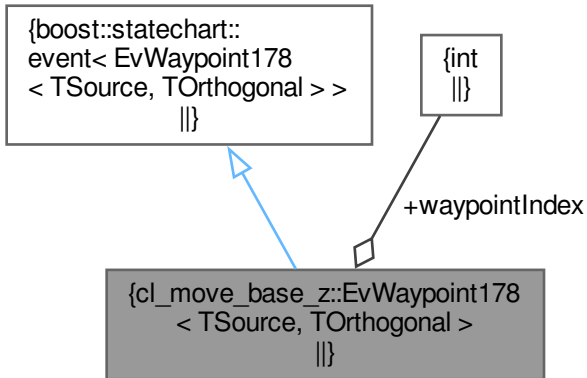 {boost::statechart::
event< EvWaypoint178
< TSource, TOrthogonal > >
||}
{int
||}
+waypointIndex
{cl_move_base_z::EvWaypoint178
< TSource, TOrthogonal >
||}